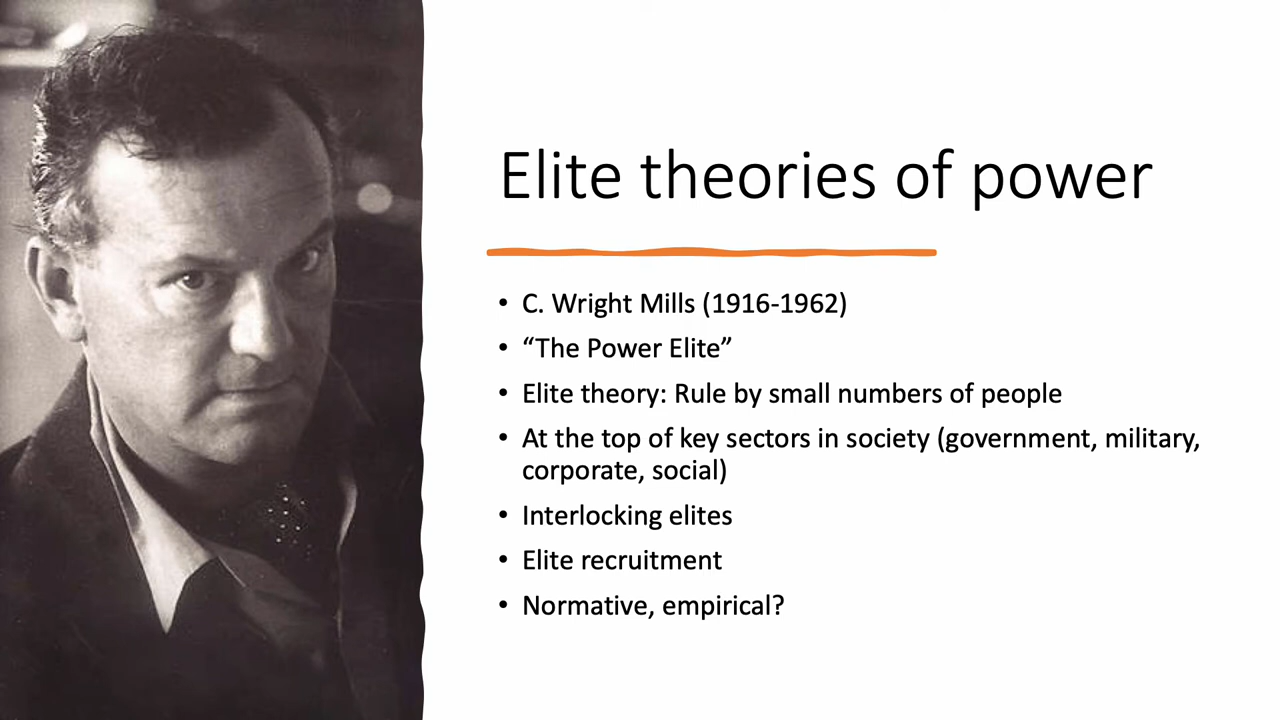 Elite theories of power
• C. Wright Mills (1916-1962)
• “The Power Elite”
• Elite theory: Rule by small numbers of people
• At the top of key sectors in society (government, military,
corporate, social)
• Interlocking elites
• Elite recruitment
• Normative, empirical?